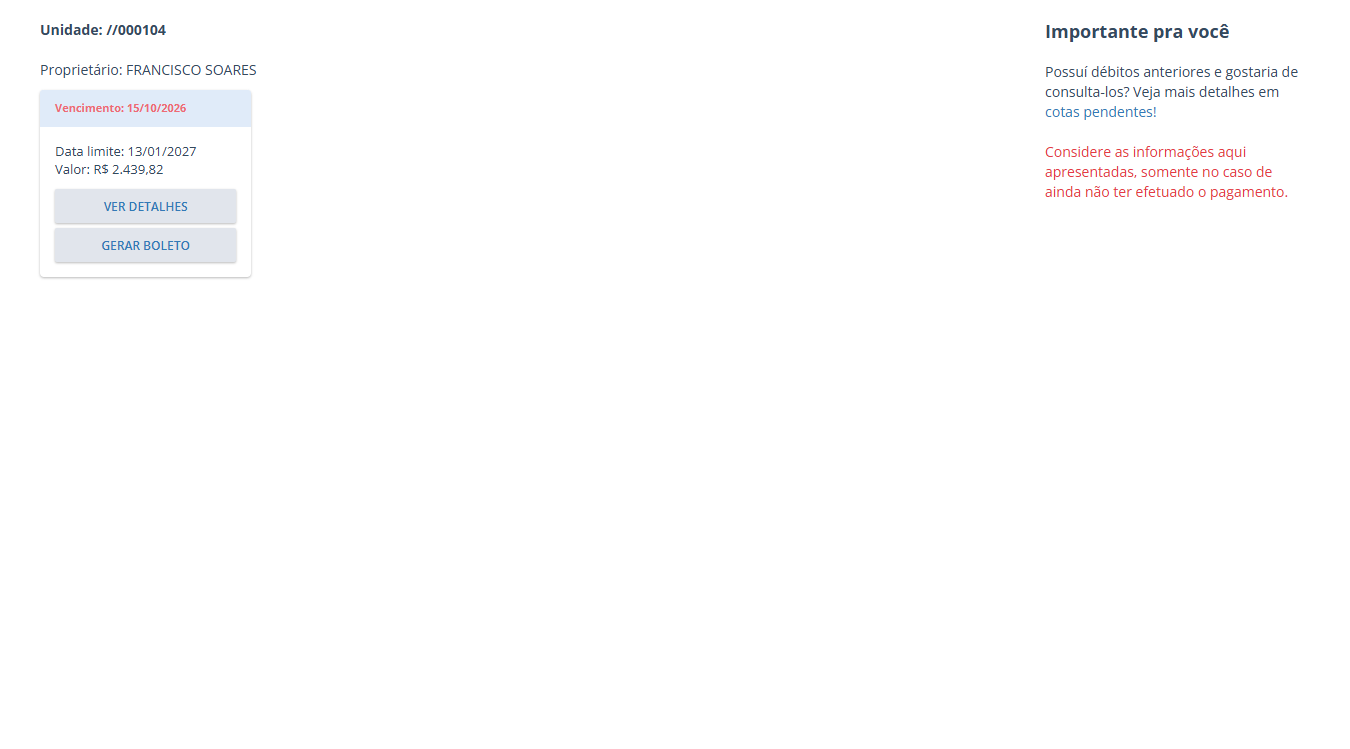 Unidade: //000104
Proprietário: FRANCISCO SOARES
Vencimento: 15/10/2026
Data limite: 13/01/2027
Valor: R$ 2.439,82
VER DETALHES
GERAR BOLETO
Importante pra você
Possuí débitos anteriores e gostaria de
consulta-los? Veja mais detalhes em
cotas pendentes!
Considere as informações aqui
apresentadas, somente no caso de
ainda não ter efetuado o pagamento.